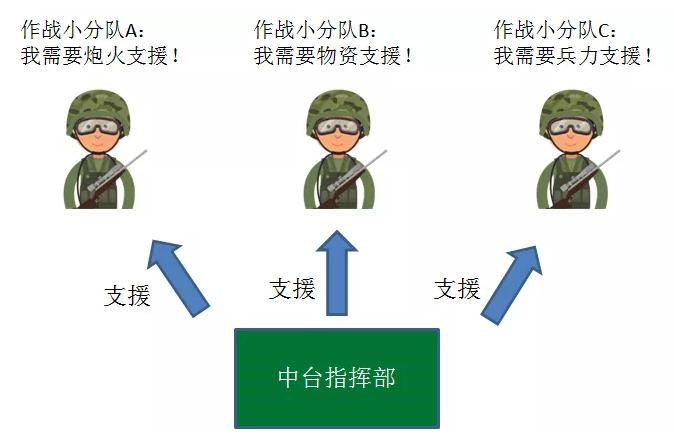 作战小分队A：
我需要炮火支援！
作战小分队B：
我需要物资支援！
作战小分队C：
我需要兵力支援！
支援
支援
支援
中台指挥部